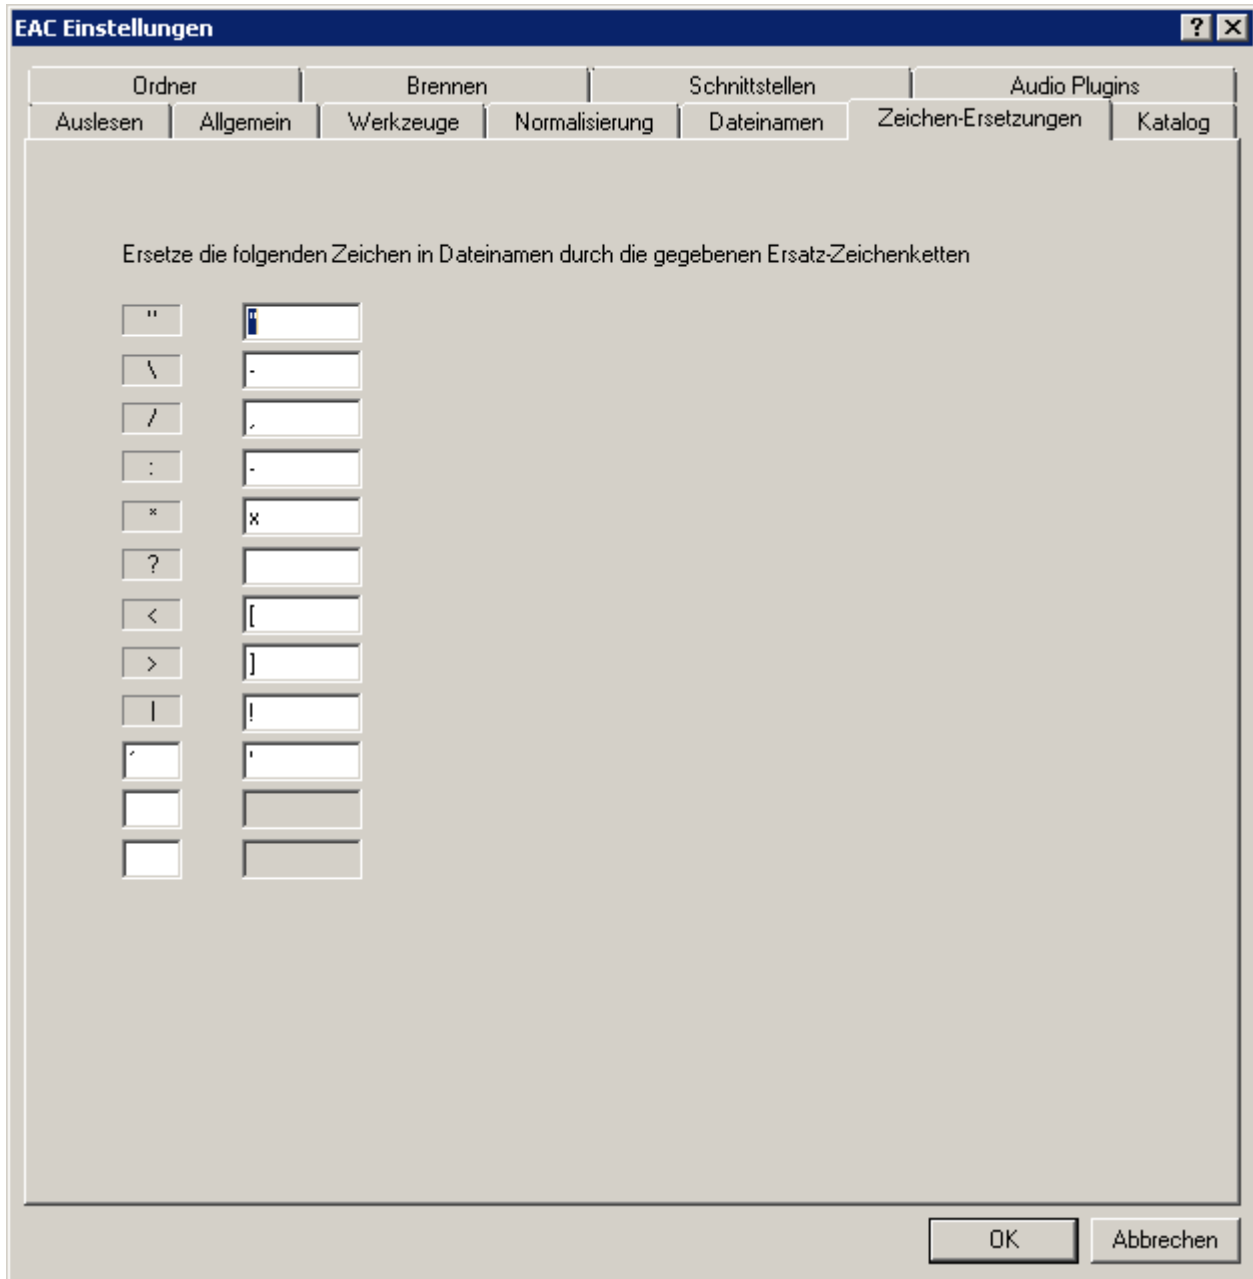 EAC Einstellungen
Ordner Brennen Schnittstellen Audio Plugins
Auslesen Allgemein Werkzeuge Normalisierung Dateinamen Zeichen-Ersetzungen Katalog
Ersetze die folgenden Zeichen in Dateinamen durch die gegebenen Ersatz-Zeichenketten
" "
\ -
/ ,
: -
* x
?
< [
> ]
| !
´ '
OK Abbrechen